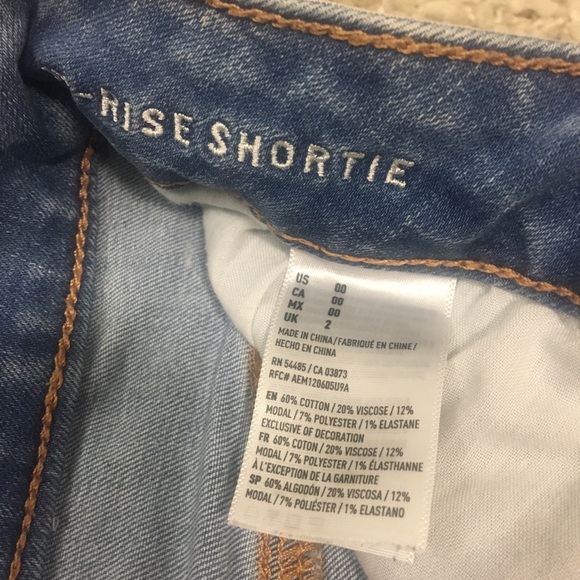 -RISE SHORTIE
US 00
CA 00
MX 00
UK 2
MADE IN CHINA / FABRIQUÉ EN CHINE /
HECHO EN CHINA
RN 54485 / CA 03873
RFC# AEM120605U9A
EN 60% COTTON / 20% VISCOSE / 12%
MODAL / 7% POLYESTER / 1% ELASTANE
EXCLUSIVE OF DECORATION
FR 60% COTON / 20% VISCOSE / 12%
MODAL / 7% POLYESTER / 1% ÉLASTHANNE
À L'EXCEPTION DE LA GARNITURE
SP 60% ALGODÓN / 20% VISCOSA / 12%
MODAL / 7% POLIÉSTER / 1% ELASTANO